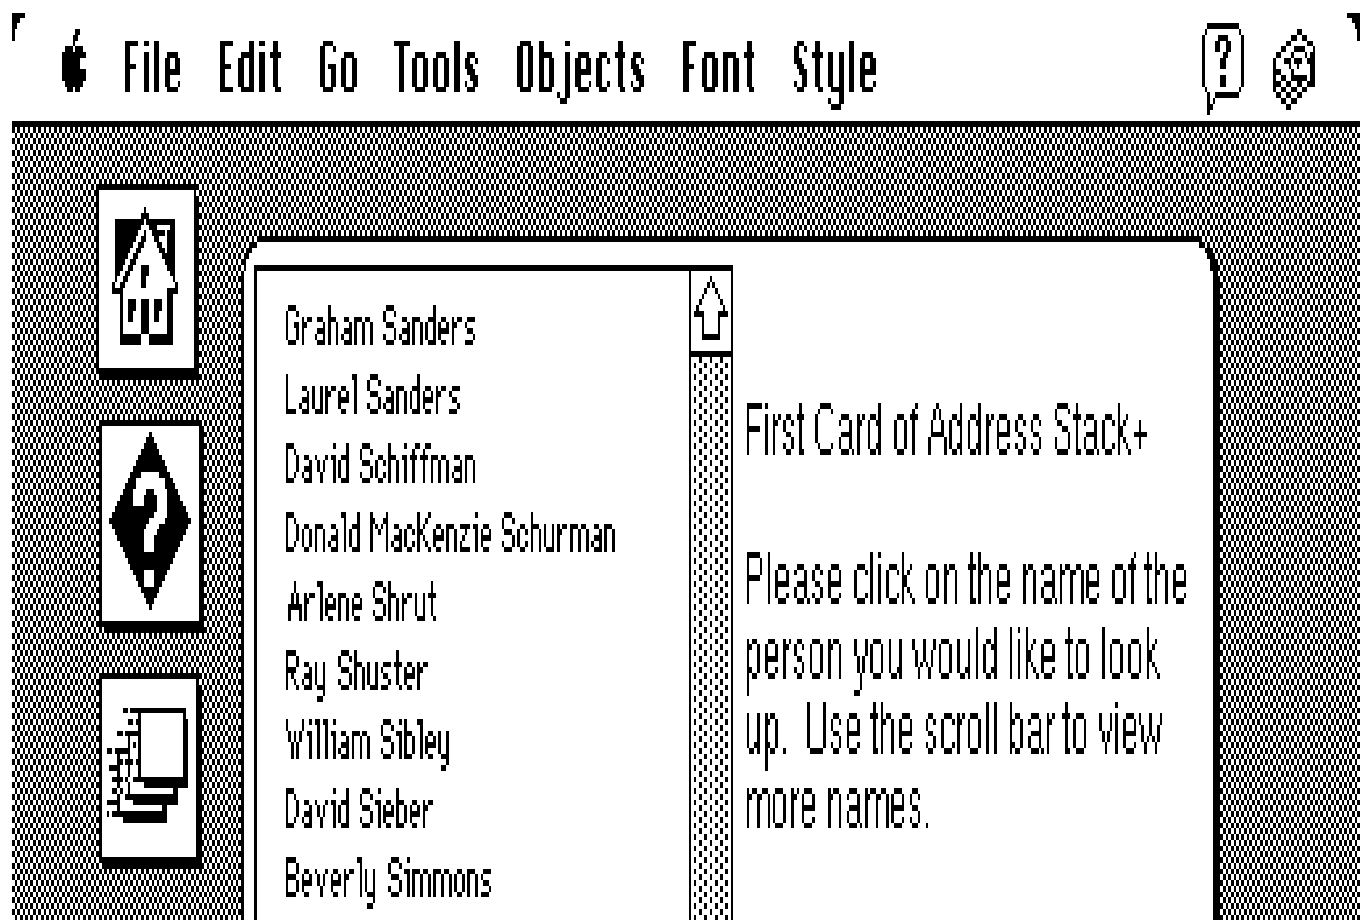 File Edit Go Tools Objects Font Style ?
Graham Sanders
Laurel Sanders
David Schiffman
Donald MacKenzie Schurman
Arlene Shrut
Ray Shuster
William Sibley
David Sieber
Beverly Simmons
First Card of Address Stack+
Please click on the name of the
person you would like to look
up. Use the scroll bar to view
more names.
?